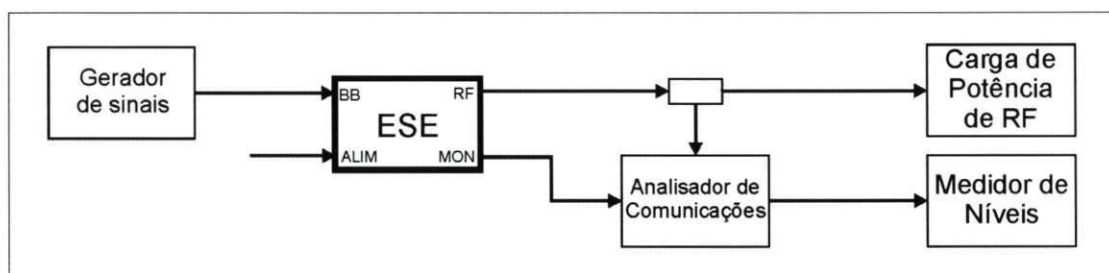 Gerador
de sinais
BB
RF
ESE
ALIM
MON
Carga de
Potência
de RF
Analisador de
Comunicações
Medidor de
Níveis